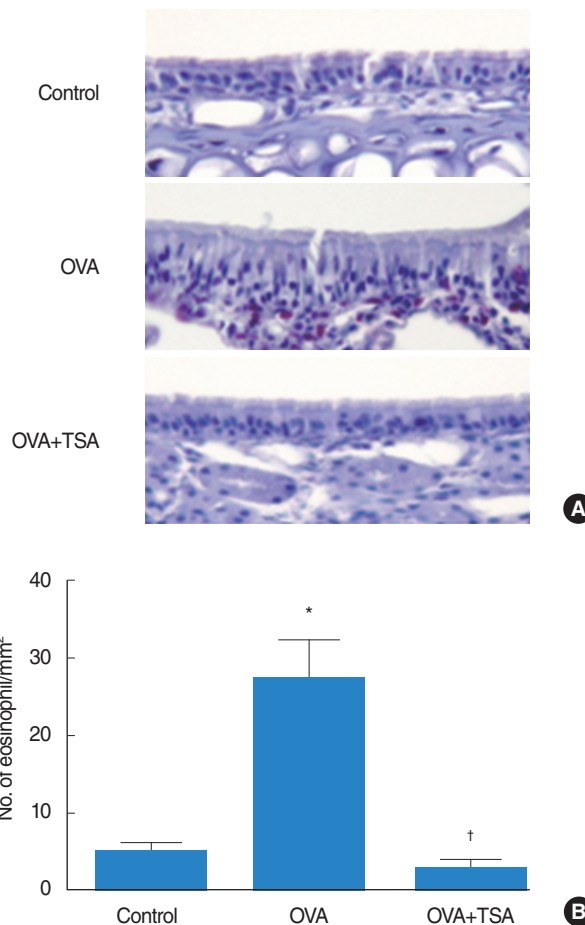 Control
OVA
OVA+TSA
A
40
30
20
10
0
No. of eosinophil/mm²
*
†
Control OVA OVA+TSA
B